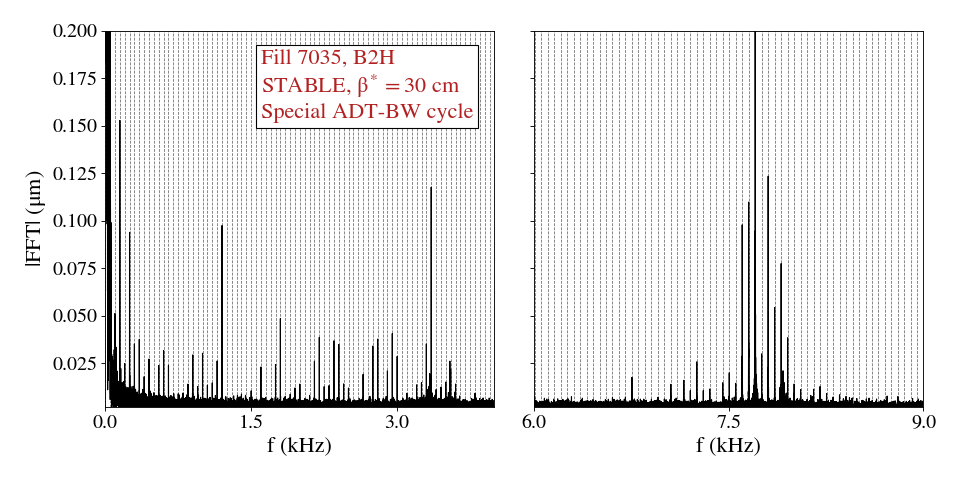 |FFT| (μm)
0.200
0.175
0.150
0.125
0.100
0.075
0.050
0.025
Fill 7035, B2H
STABLE, β* = 30 cm
Special ADT-BW cycle
0.0 1.5 3.0
f (kHz)
6.0 7.5 9.0
f (kHz)